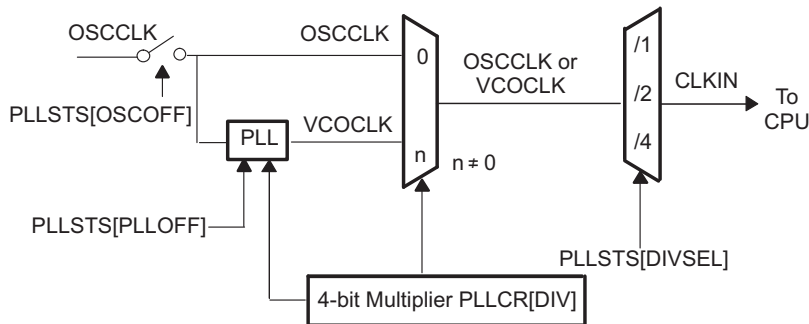 OSCCLK
OSCCLK
0
OSCCLK or
VCOCLK
/1
/2
/4
CLKIN
To
CPU
PLLSTS[OSCOFF]
PLL
VCOCLK
n
n ≠ 0
PLLSTS[PLLOFF]
PLLSTS[DIVSEL]
4-bit Multiplier PLLCR[DIV]